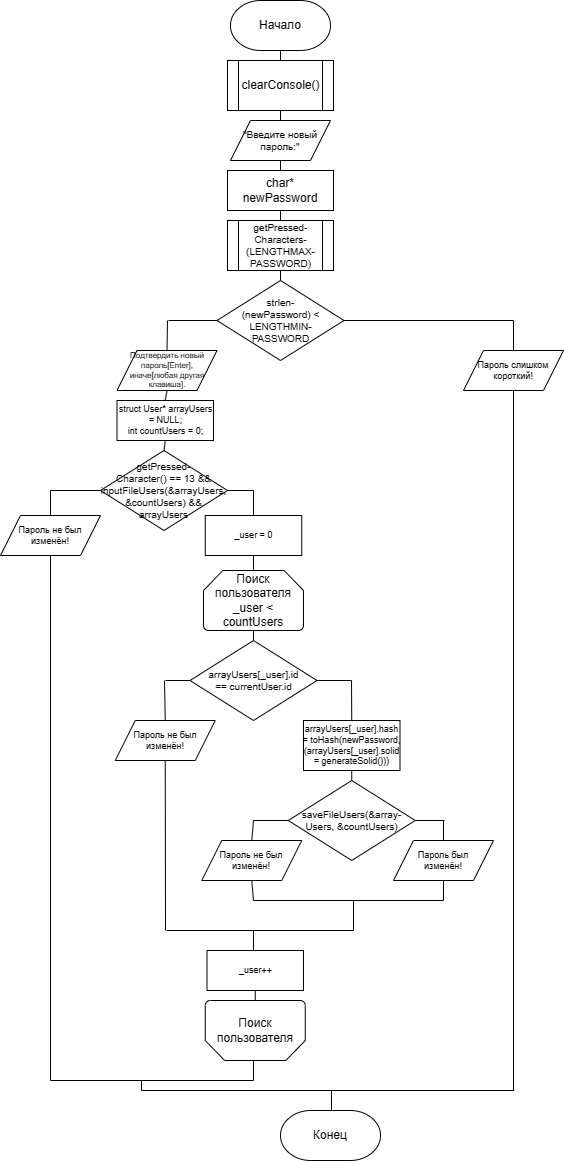 Начало
clearConsole()
"Введите новый
пароль:"
char*
newPassword
getPressed-
Characters-
(LENGTHMAX-
PASSWORD)
strlen-
(newPassword) <
LENGTHMIN-
PASSWORD
Подтвердить новый
пароль[Enter],
иначе[любая другая
клавиша].
Пароль слишком
короткий!
struct User* arrayUsers
= NULL;
int countUsers = 0;
getPressed-
Character() == 13 &&
inputFileUsers(&arrayUsers,
&countUsers) &&
arrayUsers
Пароль не был
изменён!
_user = 0
Поиск
пользователя
_user <
countUsers
arrayUsers[_user].id
== currentUser.id
Пароль не был
изменён!
arrayUsers[_user].hash
= toHash(newPassword,
(arrayUsers[_user].solid
= generateSolid()))
saveFileUsers(&array-
Users, &countUsers)
Пароль не был
изменён!
Пароль был
изменён!
_user++
Поиск
пользователя
Конец